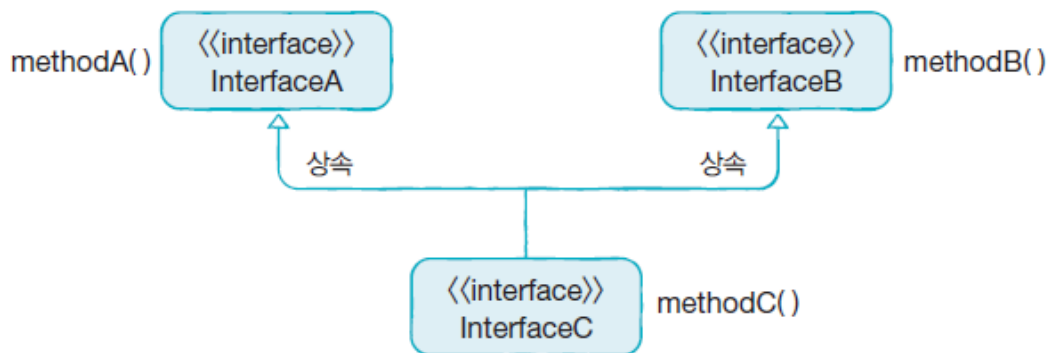 methodA( )
〈〈interface〉〉
InterfaceA
〈〈interface〉〉
InterfaceB
methodB( )
상속
상속
〈〈interface〉〉
InterfaceC
methodC( )